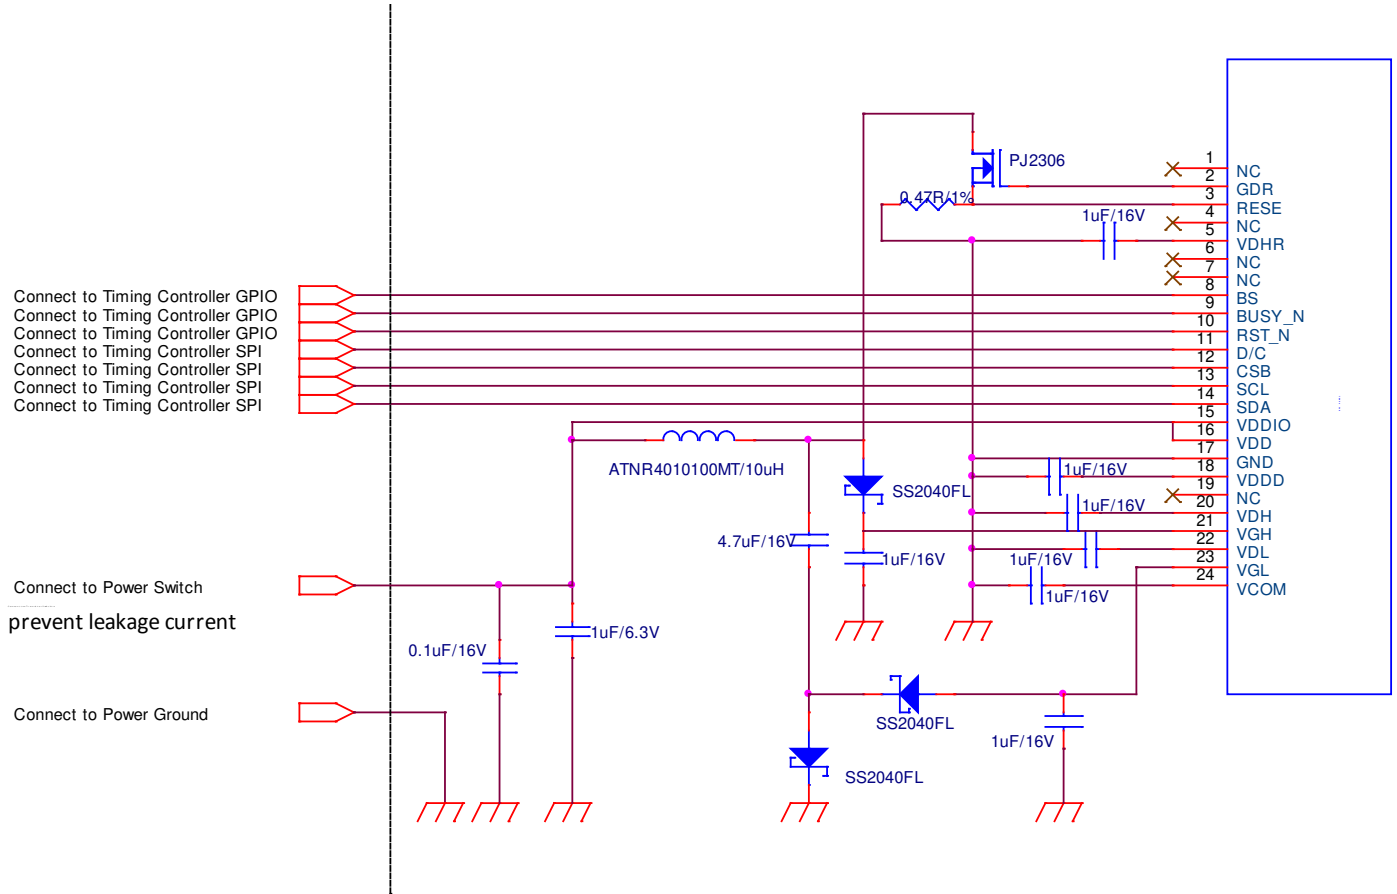 PJ2306
0.47R/1%
1uF/16V
1
NC
2
GDR
3
RESE
4
NC
5
VDHR
6
NC
7
NC
8
BS
9
BUSY_N
10
RST_N
11
D/C
12
CSB
13
SCL
14
SDA
15
VDDIO
16
VDD
17
GND
18
VDDD
19
NC
20
VDH
21
VGH
22
VDL
23
VGL
24
VCOM
Connect to Timing Controller GPIO
Connect to Timing Controller GPIO
Connect to Timing Controller GPIO
Connect to Timing Controller SPI
Connect to Timing Controller SPI
Connect to Timing Controller SPI
Connect to Timing Controller SPI
ATNR4010100MT/10uH
SS2040FL
1uF/16V
1uF/16V
4.7uF/16V
1uF/16V
1uF/16V
1uF/16V
Connect to Power Switch
prevent leakage current
1uF/6.3V
0.1uF/16V
Connect to Power Ground
SS2040FL
1uF/16V
SS2040FL